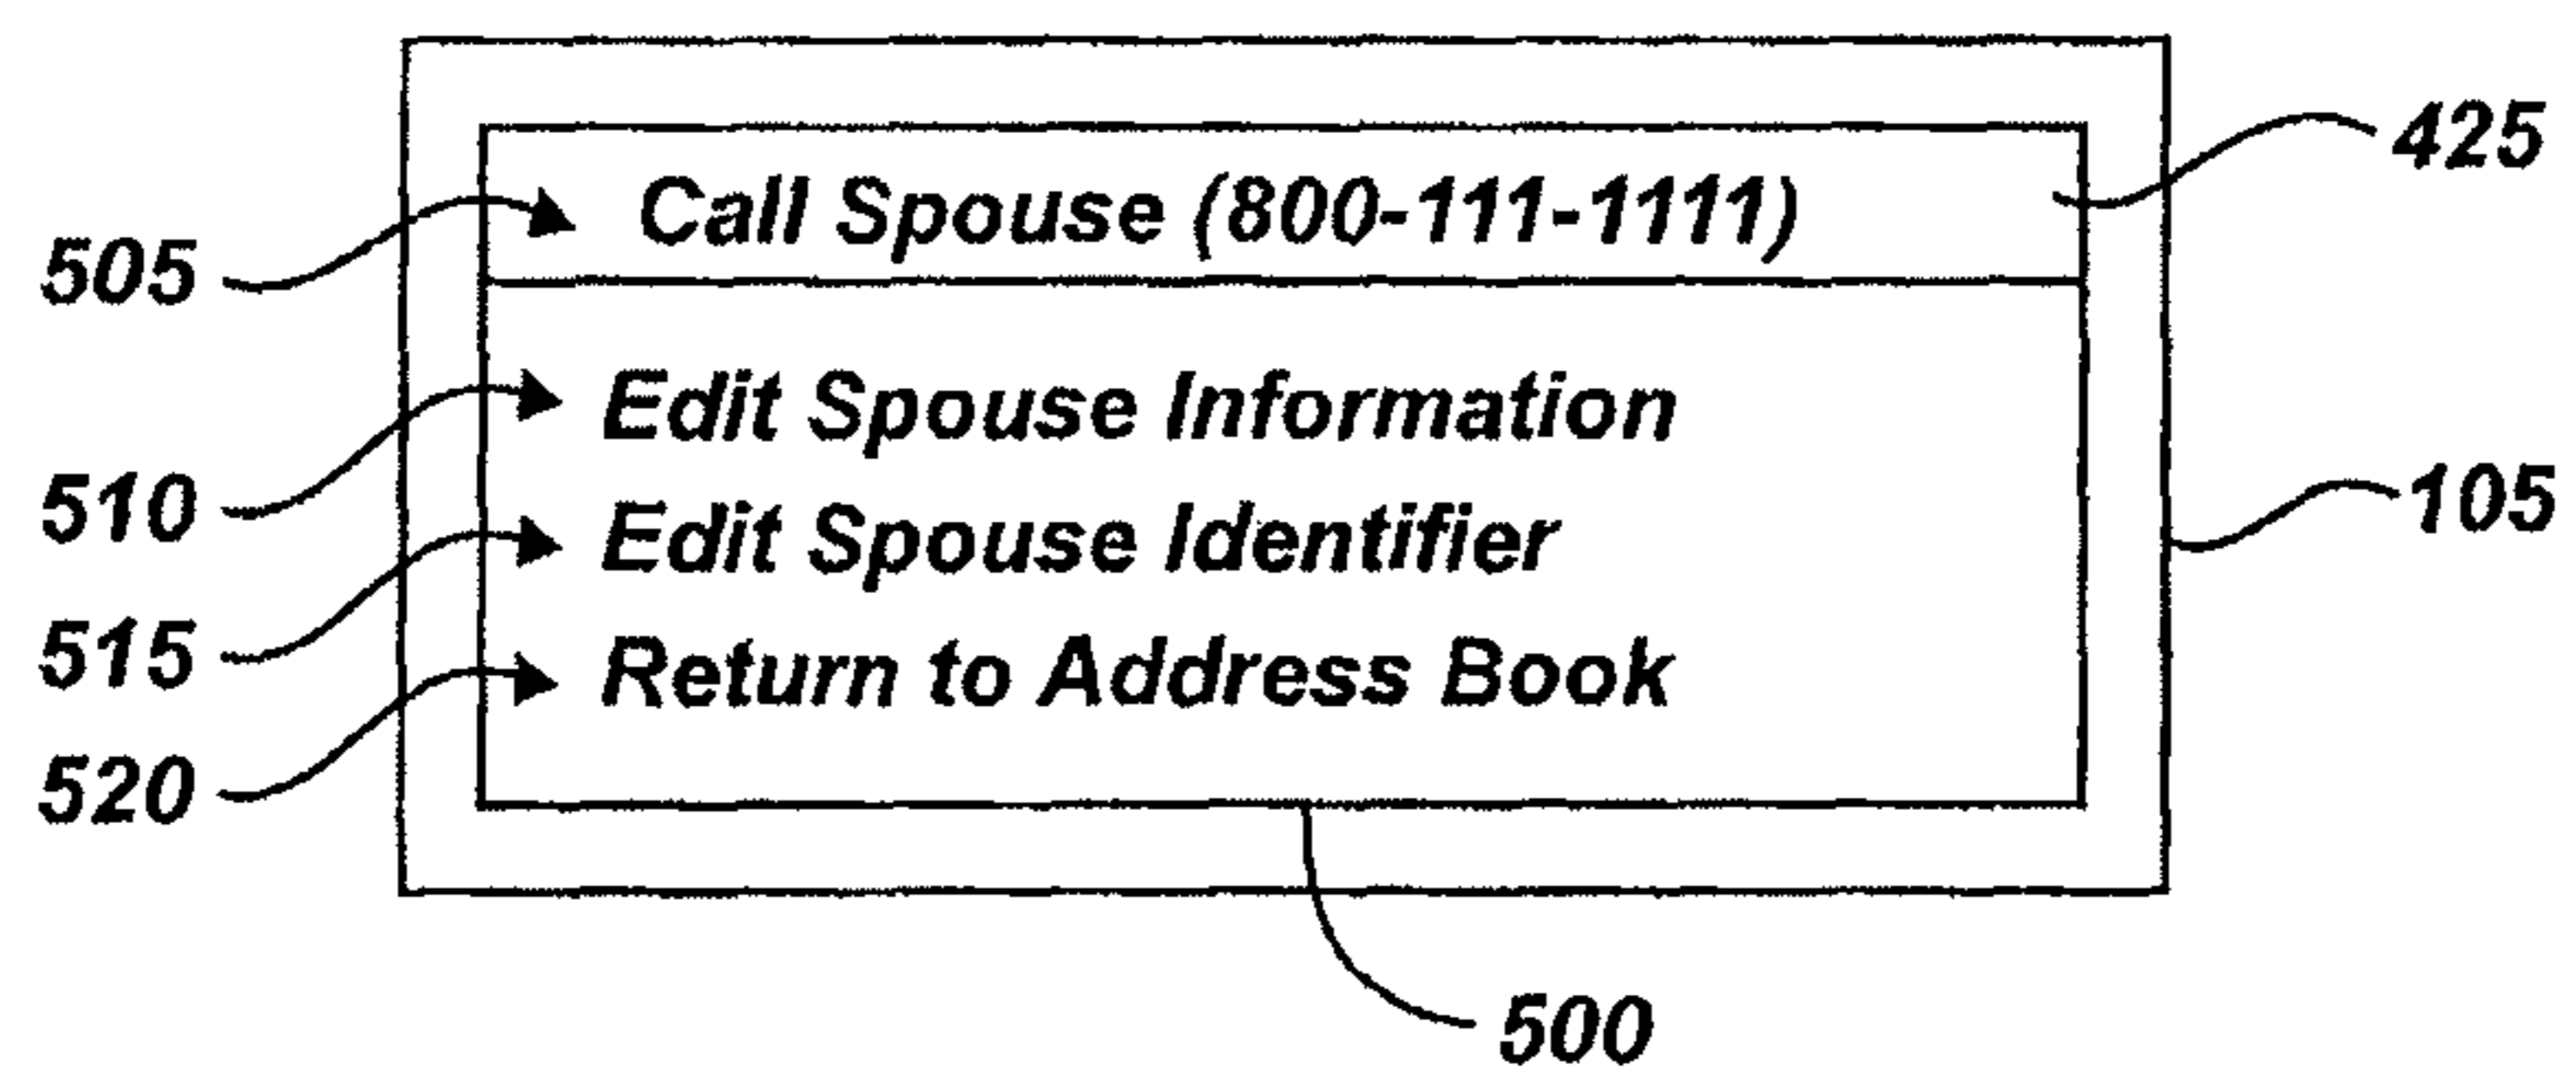 425
505 Call Spouse (800-111-1111)
510 Edit Spouse Information
105
515 Edit Spouse Identifier
520 Return to Address Book
500